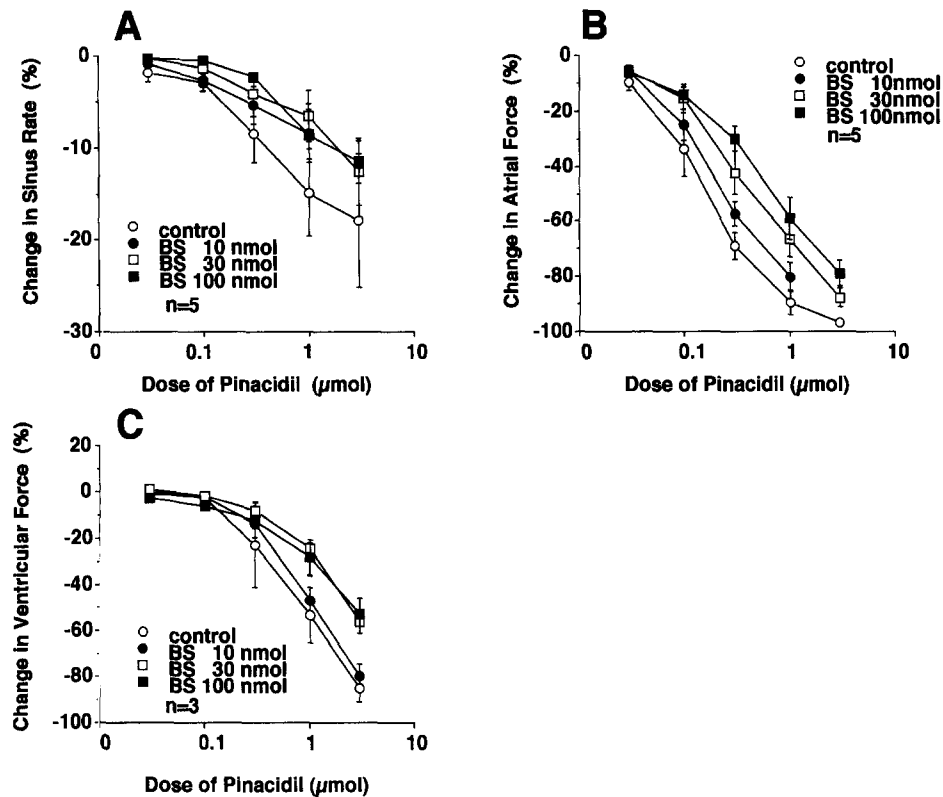 A
Change in Sinus Rate (%)
-0
-10
-20
-30
control
BS 10 nmol
BS 30 nmol
BS 100 nmol
n=5
0 0.1 1 10
Dose of Pinacidil (µmol)
B
Change in Atrial Force (%)
0
-20
-40
-60
-80
-100
control
BS 10nmol
BS 30nmol
BS 100nmol
n=5
0 0.1 1 10
Dose of Pinacidil (µmol)
C
Change in Ventricular Force (%)
20
0
-20
-40
-60
-80
-100
control
BS 10 nmol
BS 30 nmol
BS 100 nmol
n=3
0 0.1 1 10
Dose of Pinacidil (µmol)